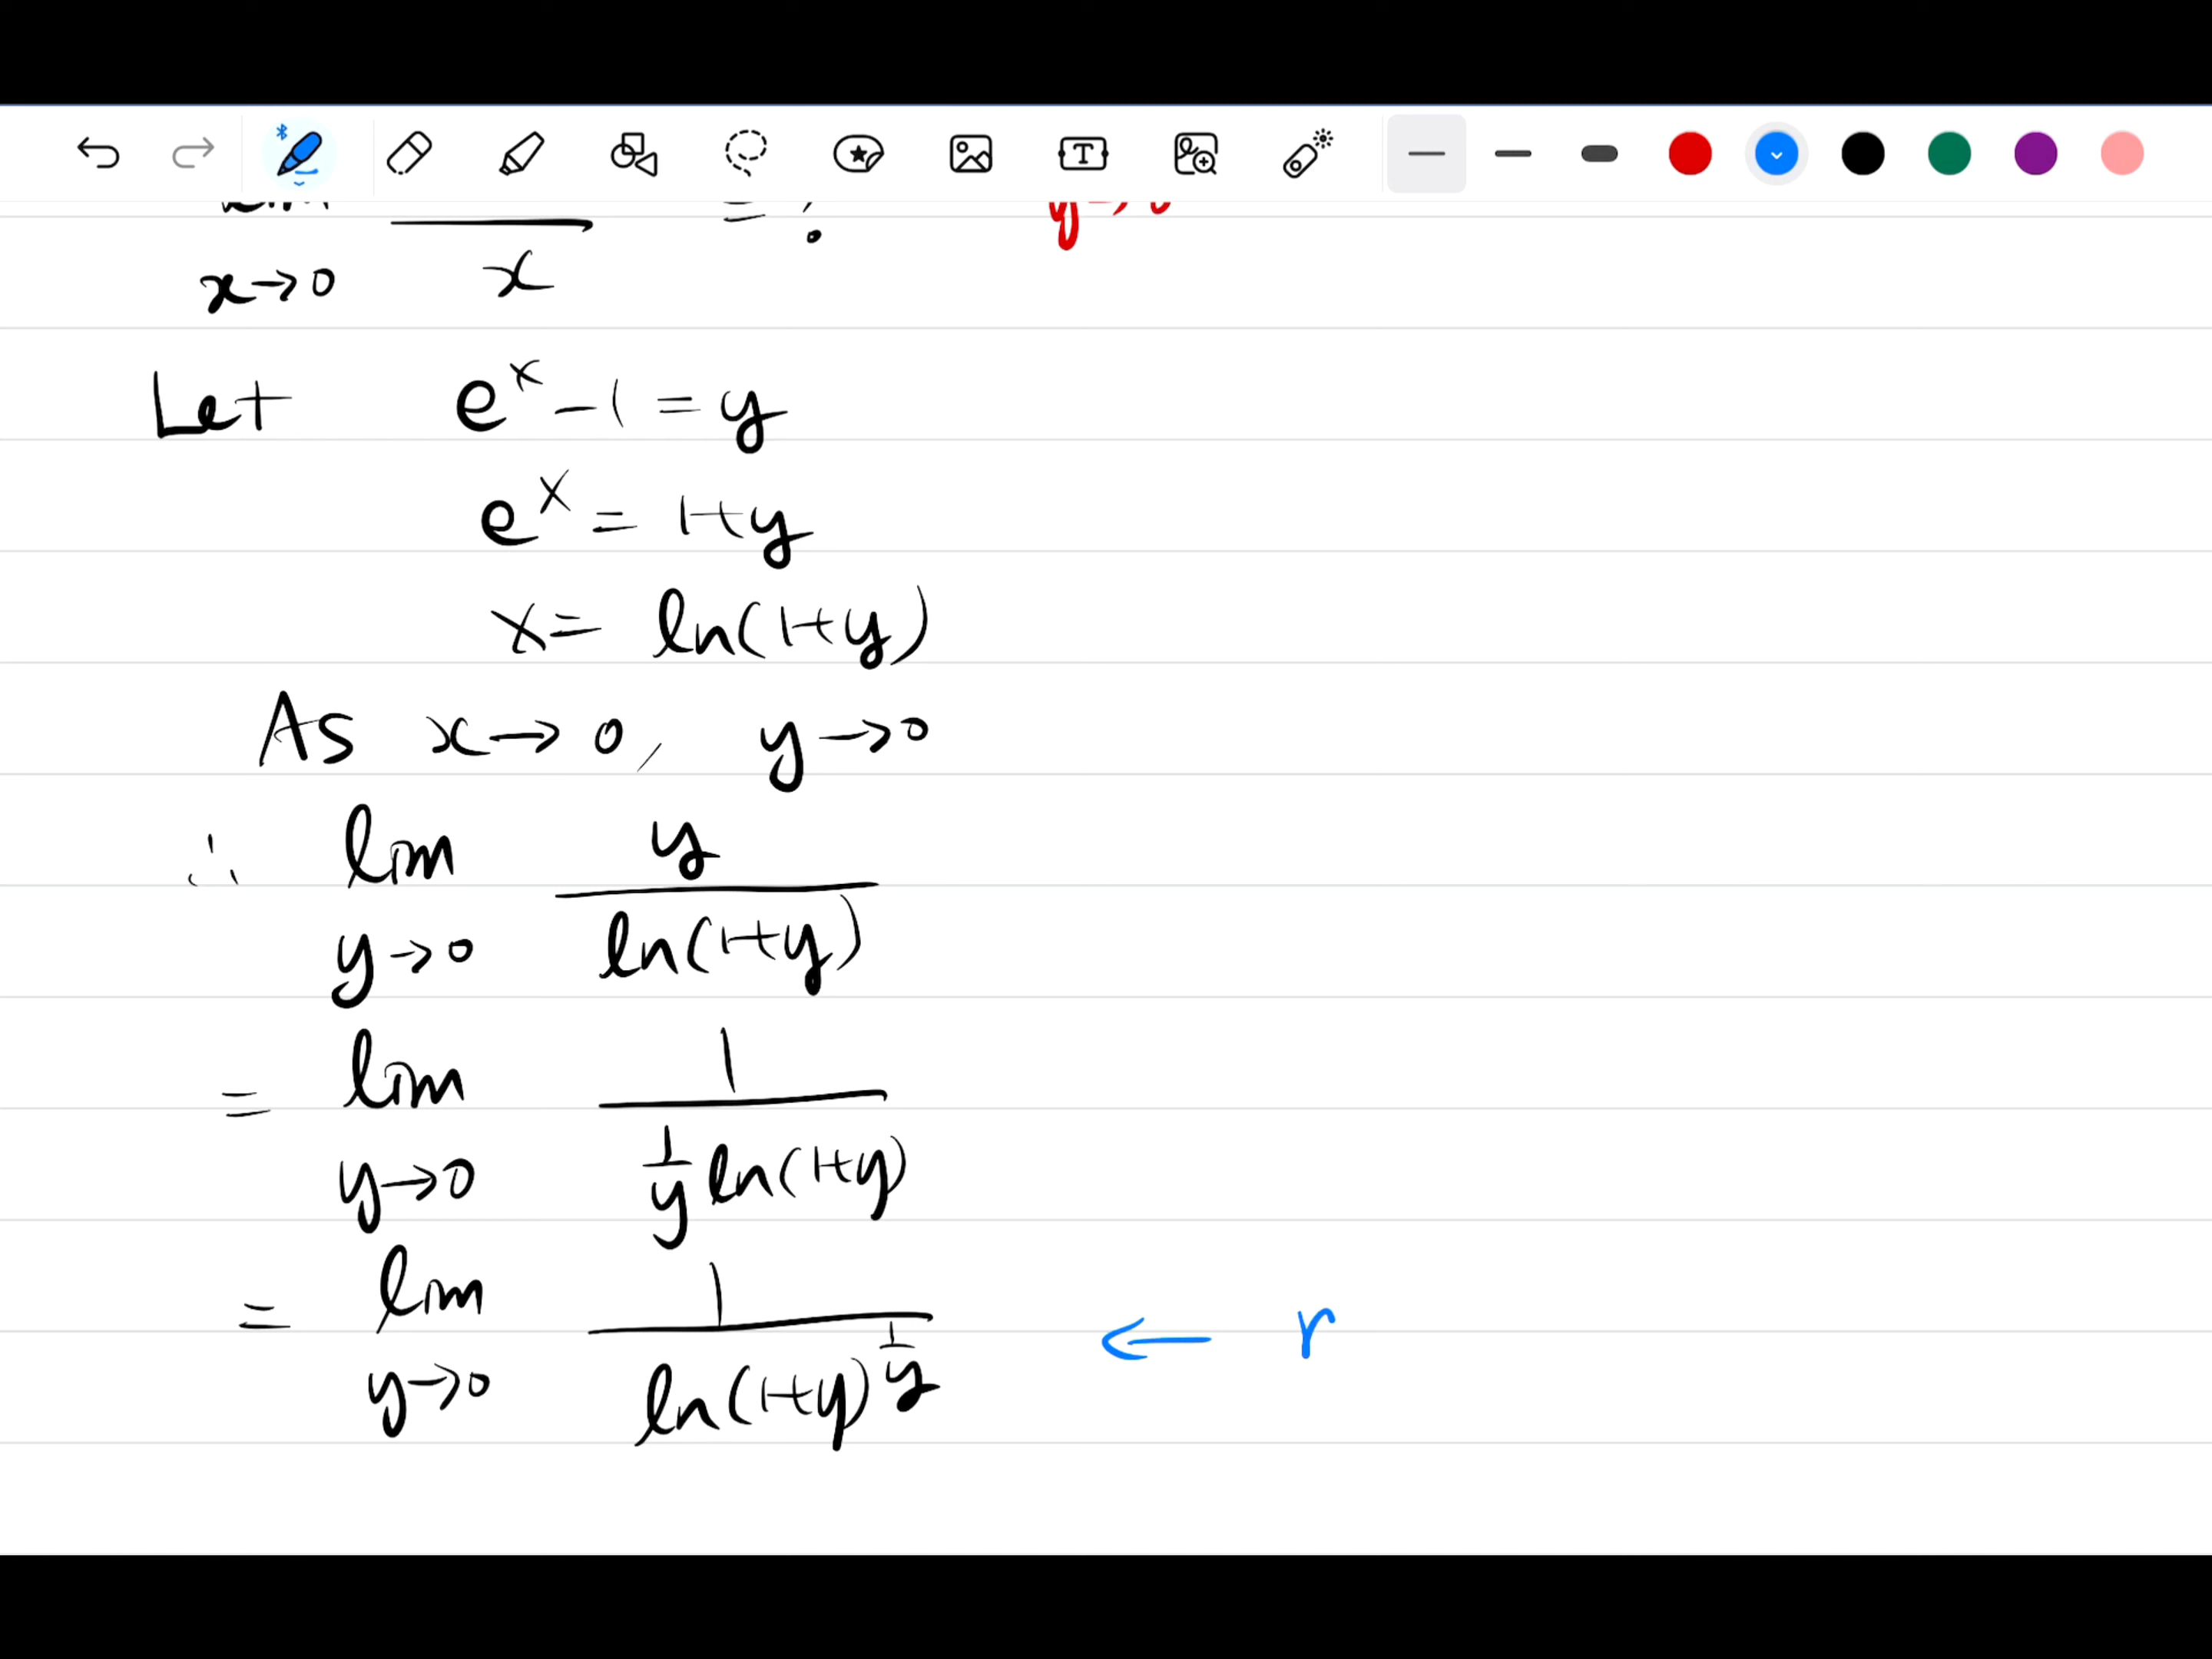 x→0 x = ?
Let e^x - 1 = y
e^x = 1+y
x = ln(1+y)
As x→0, y→0
∴ lim y→0 y / ln(1+y)
= lim y→0 1 / (1/y ln(1+y))
= lim y→0 1 / ln(1+y)^(1/y) ← r